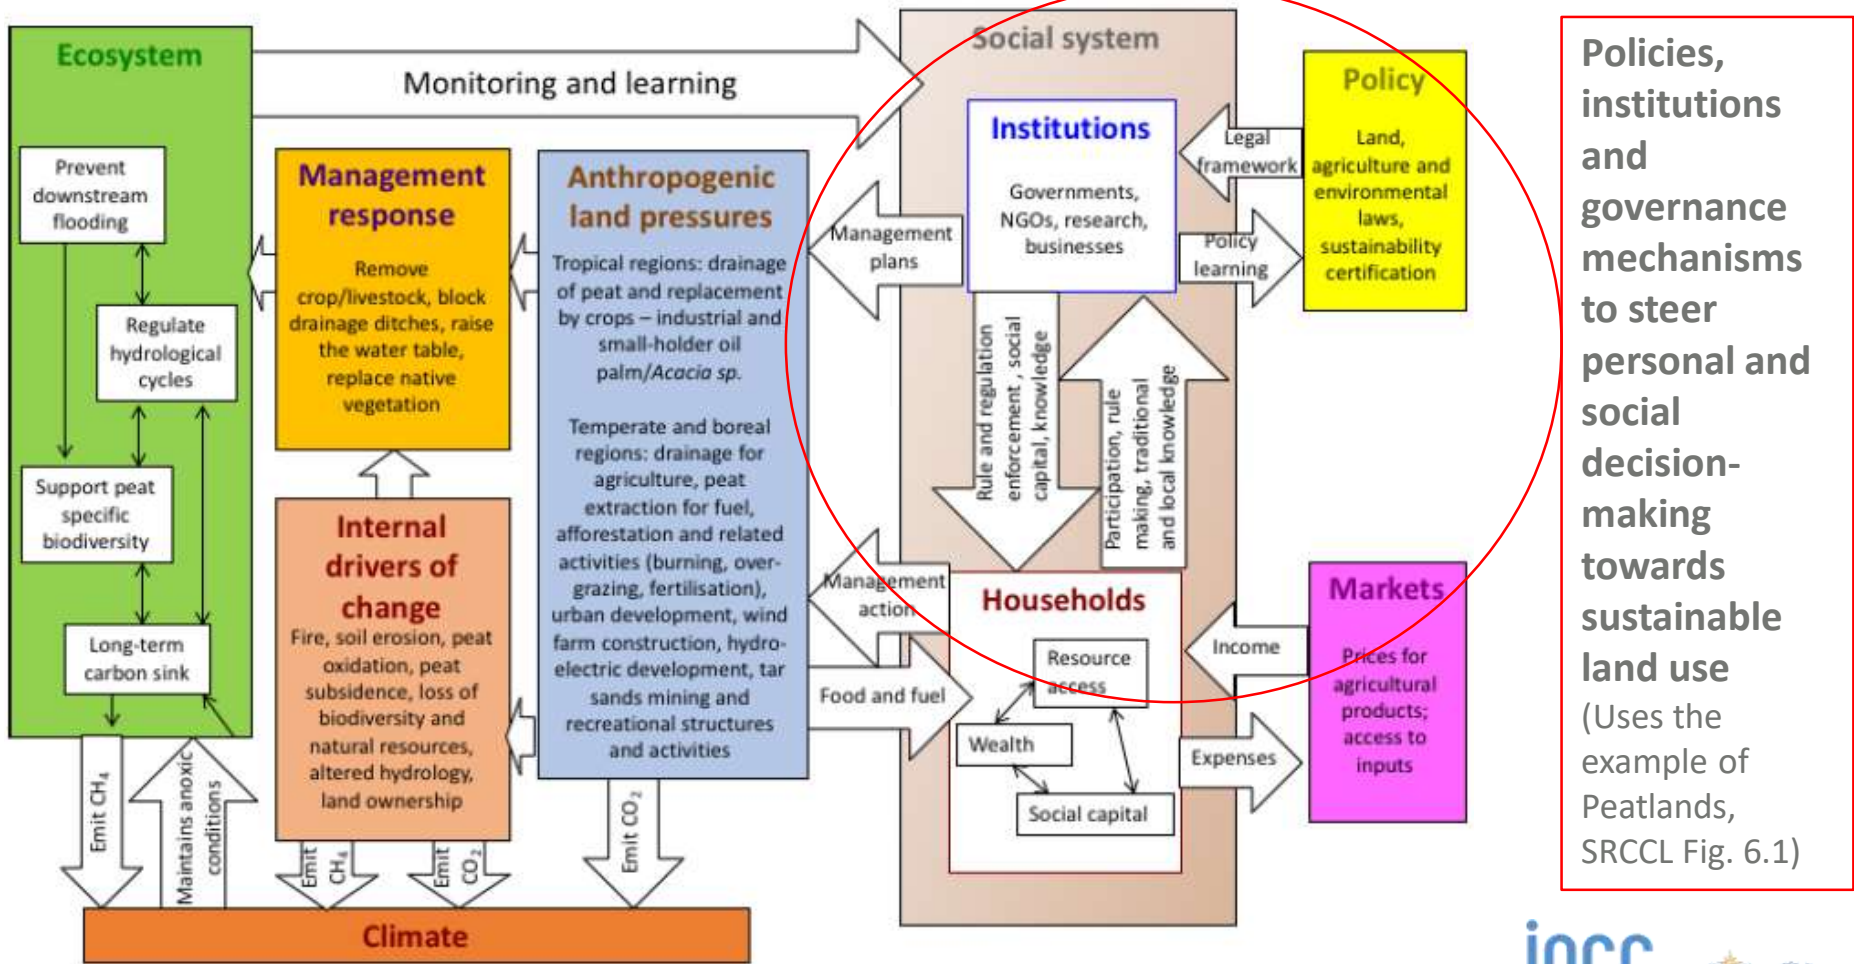 Ecosystem
Prevent
downstream
flooding
Regulate
hydrological
cycles
Support peat
specific
biodiversity
Long-term
carbon sink
Monitoring and learning
Management
response
Remove
crop/livestock, block
drainage ditches, raise
the water table,
replace native
vegetation
Internal
drivers of
change
Fire, soil erosion, peat
oxidation, peat
subsidence, loss of
biodiversity and
natural resources,
altered hydrology,
land ownership
Anthropogenic
land pressures
Tropical regions: drainage
of peat and replacement
by crops – industrial and
small-holder oil
palm/Acacia sp.
Temperate and boreal
regions: drainage for
agriculture, peat
extraction for fuel,
afforestation and related
activities (burning, over-
grazing, fertilisation),
urban development, wind
farm construction, hydro-
electric development, tar
sands mining and
recreational structures
and activities
Emit CH4
Maintains anoxic
conditions
Emit
CH4
Emit
CO2
Emit CO2
Climate
Social system
Institutions
Governments,
NGOs, research,
businesses
Management
plans
Legal
framework
Policy
learning
Rule and regulation
enforcement , social
capital, knowledge
Participation, rule
making, traditional
and local knowledge
Management
action
Food and fuel
Households
Resource
access
Wealth
Social capital
Income
Expenses
Policy
Land,
agriculture and
environmental
laws,
sustainability
certification
Markets
Prices for
agricultural
products;
access to
inputs
Policies,
institutions
and
governance
mechanisms
to steer
personal and
social
decision-
making
towards
sustainable
land use
(Uses the
example of
Peatlands,
SRCCL Fig. 6.1)
ipcc